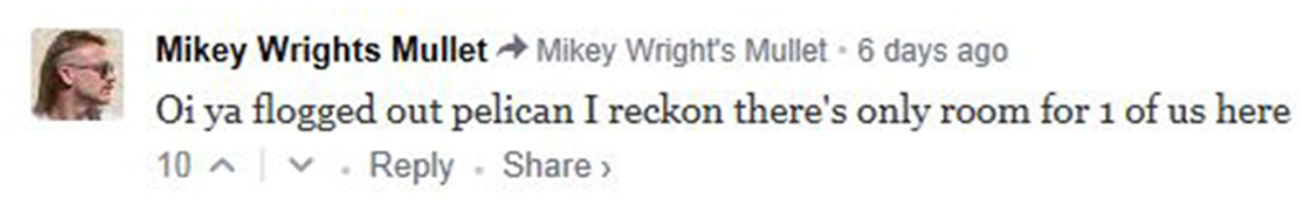 Mikey Wrights Mullet → Mikey Wright's Mullet • 6 days ago
Oi ya flogged out pelican I reckon there's only room for 1 of us here
10 ^ | v • Reply • Share ›